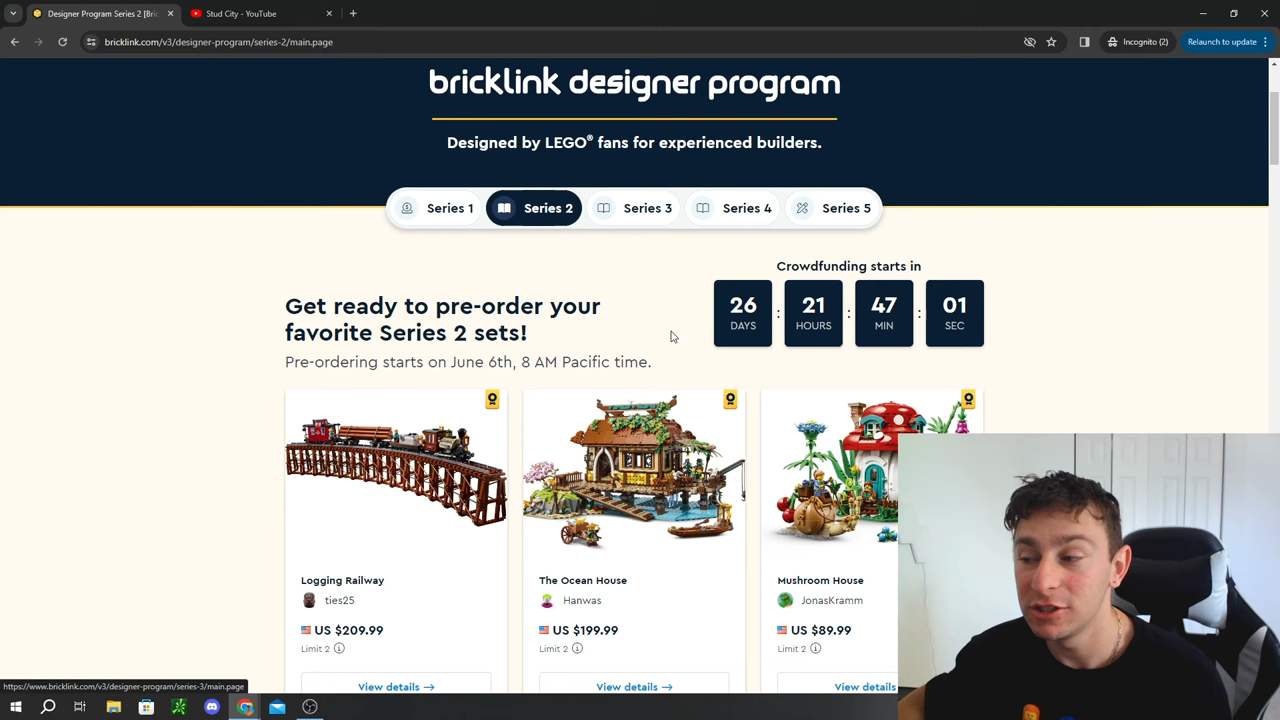 Designer Program Series 2 [Bric
Stud City - YouTube
bricklink.com/v3/designer-program/series-2/main.page
Incognito (2)
Relaunch to update
bricklink designer program
Designed by LEGO® fans for experienced builders.
Series 1
Series 2
Series 3
Series 4
Series 5
Get ready to pre-order your
favorite Series 2 sets!
Pre-ordering starts on June 6th, 8 AM Pacific time.
Crowdfunding starts in
26 : 21 : 47 : 01
DAYS HOURS MIN SEC
Logging Railway
ties25
US $209.99
Limit 2
View details →
The Ocean House
Hanwas
US $199.99
Limit 2
View details →
Mushroom House
JonasKramm
US $89.99
Limit 2
View details
https://www.bricklink.com/v3/designer-program/series-3/main.page